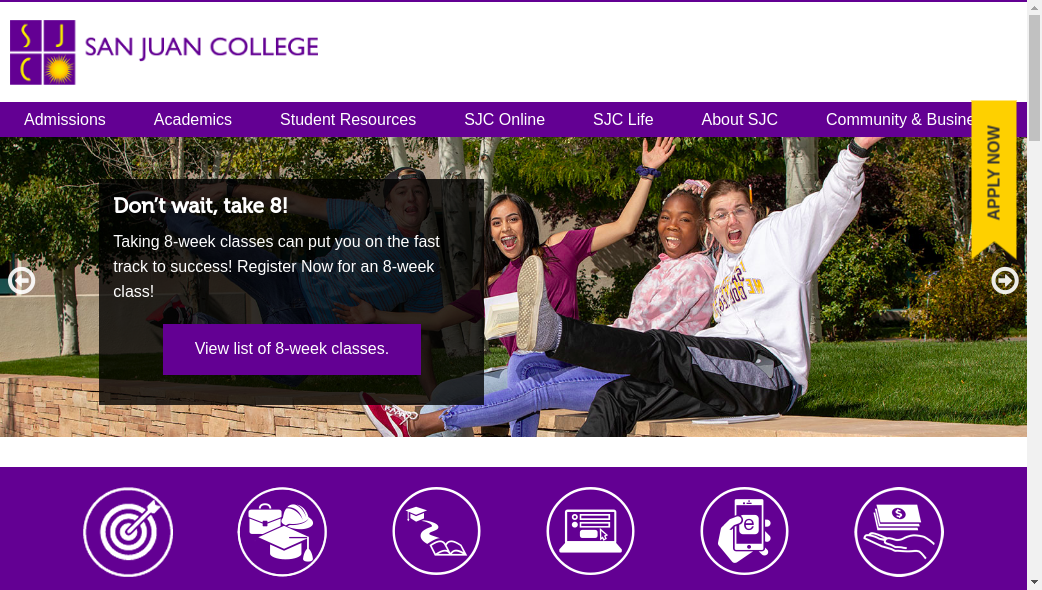 S J
C
SAN JUAN COLLEGE
Admissions Academics Student Resources SJC Online SJC Life About SJC Community &
APPLY NOW
Don't wait, take 8!
Taking 8-week classes can put you on the fast
track to success! Register Now for an 8-week
class!
View list of 8-week classes.